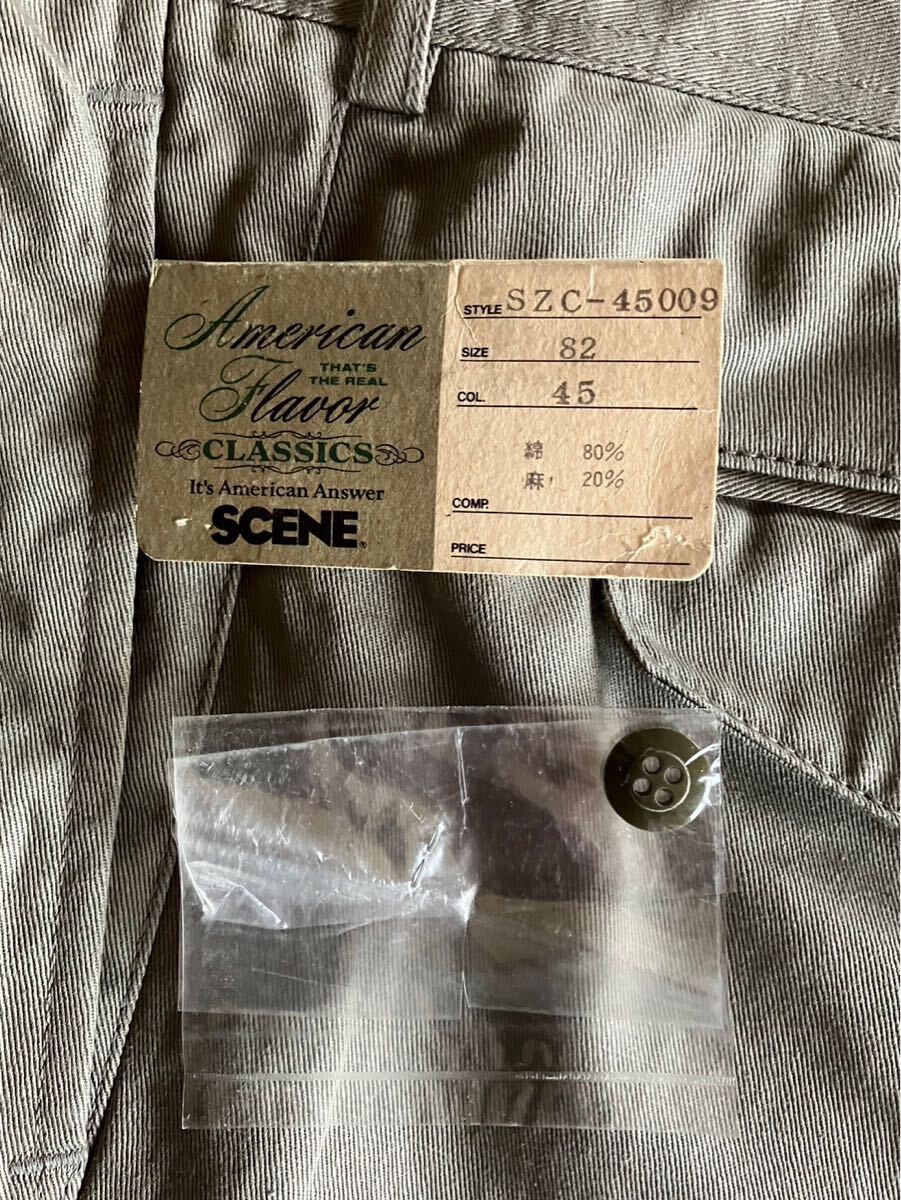 American
THAT'S
THE REAL
Flavor
CLASSICS
It's American Answer
SCENE®
STYLE SZC-45009
SIZE 82
COL. 45
綿 80%
麻 20%
COMP.
PRICE